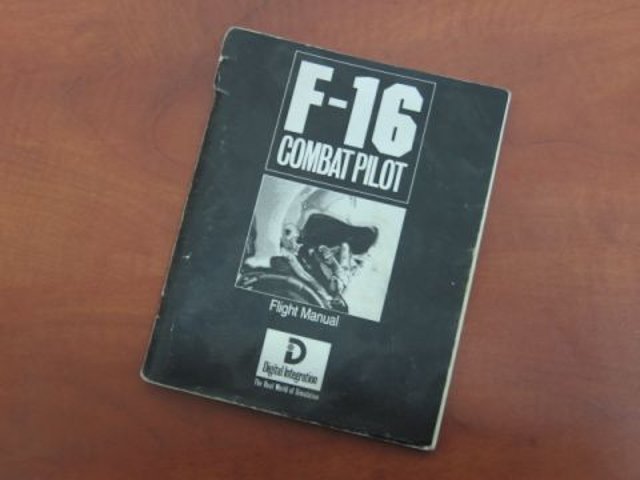 F-16
COMBAT PILOT
Flight Manual
Digital Integration
The Real World of Simulation